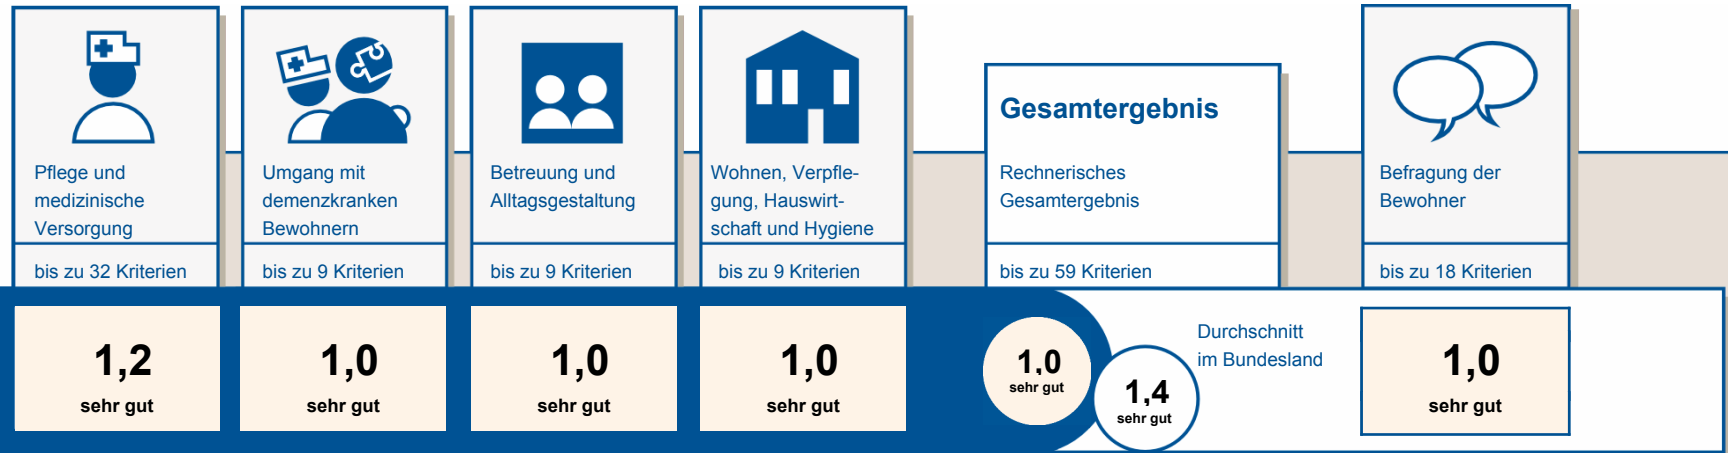 Pflege und
medizinische
Versorgung
bis zu 32 Kriterien
1,2
sehr gut
Umgang mit
demenzkranken
Bewohnern
bis zu 9 Kriterien
1,0
sehr gut
Betreuung und
Alltagsgestaltung
bis zu 9 Kriterien
1,0
sehr gut
Wohnen, Verpfle-
gung, Hauswirt-
schaft und Hygiene
bis zu 9 Kriterien
1,0
sehr gut
Gesamtergebnis
Rechnerisches
Gesamtergebnis
bis zu 59 Kriterien
1,0
sehr gut
1,4
sehr gut
Durchschnitt
im Bundesland
Befragung der
Bewohner
bis zu 18 Kriterien
1,0
sehr gut